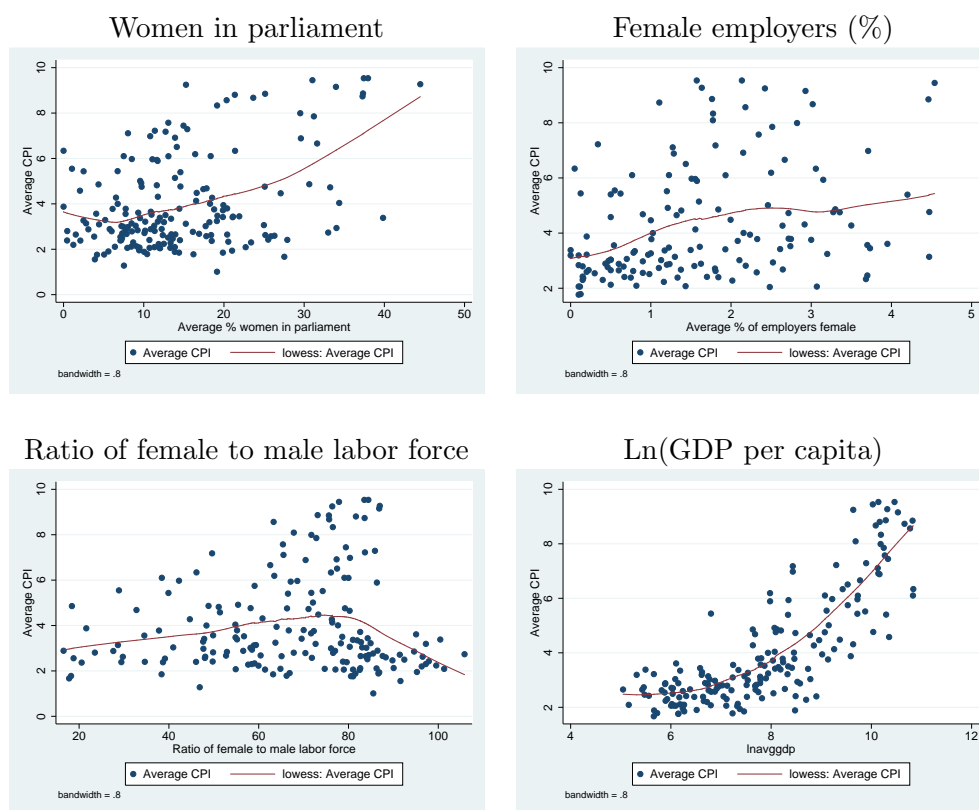 Women in parliament
Average CPI
10
8
6
4
2
0
0 10 20 30 40 50
Average % women in parliament
Average CPI lowess: Average CPI
bandwidth = .8
Female employers (%)
Average CPI
10
8
6
4
2
0 1 2 3 4 5
Average % of employers female
Average CPI lowess: Average CPI
bandwidth = .8
Ratio of female to male labor force
Average CPI
10
8
6
4
2
0
20 40 60 80 100
Ratio of female to male labor force
Average CPI lowess: Average CPI
bandwidth = .8
Ln(GDP per capita)
Average CPI
10
8
6
4
2
4 6 8 10 12
lnavggdp
Average CPI lowess: Average CPI
bandwidth = .8